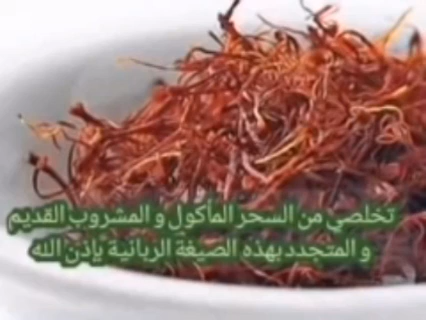 تخلصي من السحر المأكول و المشروب القديم
و المتجدد بهذه الصيغة الربانية بإذن الله